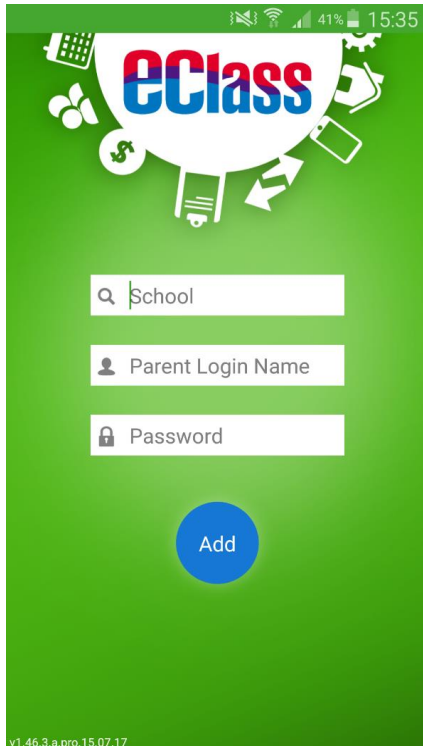 41% 15:35
eClass
$
School
Parent Login Name
Password
Add
v1.46.3.a.pro.15.07.17